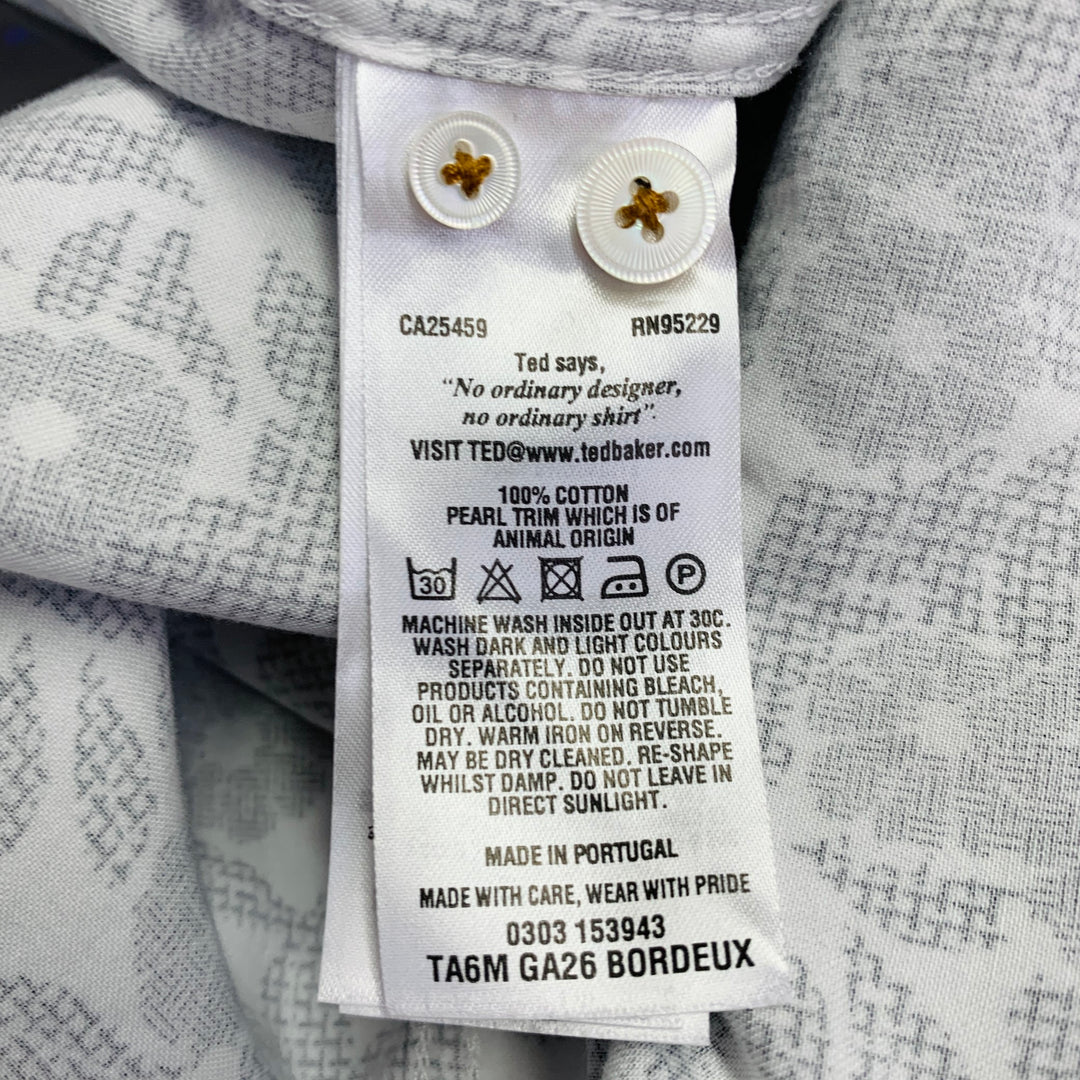 CA25459 RN95229
Ted says,
“No ordinary designer,
no ordinary shirt”.
VISIT TED@www.tedbaker.com
100% COTTON
PEARL TRIM WHICH IS OF
ANIMAL ORIGIN
30 P
MACHINE WASH INSIDE OUT AT 30C.
WASH DARK AND LIGHT COLOURS
SEPARATELY. DO NOT USE
PRODUCTS CONTAINING BLEACH,
OIL OR ALCOHOL. DO NOT TUMBLE
DRY. WARM IRON ON REVERSE.
MAY BE DRY CLEANED. RE-SHAPE
WHILST DAMP. DO NOT LEAVE IN
DIRECT SUNLIGHT.
MADE IN PORTUGAL
MADE WITH CARE, WEAR WITH PRIDE
0303 153943
TA6M GA26 BORDEUX